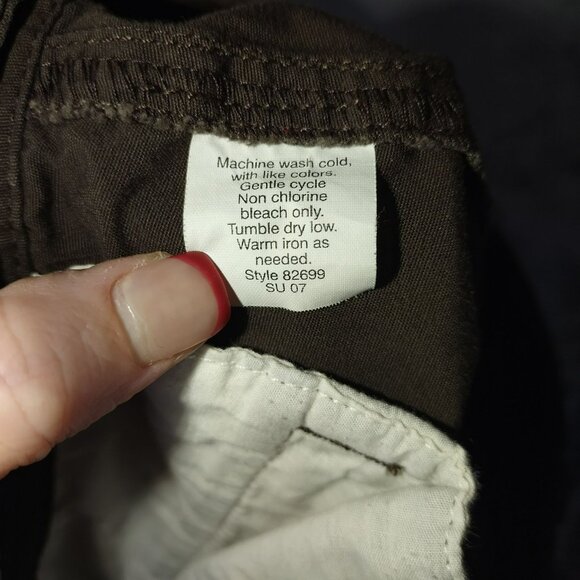 Machine wash cold,
with like colors.
Gentle cycle
Non chlorine
bleach only.
Tumble dry low.
Warm iron as
needed.
Style 82699
SU 07